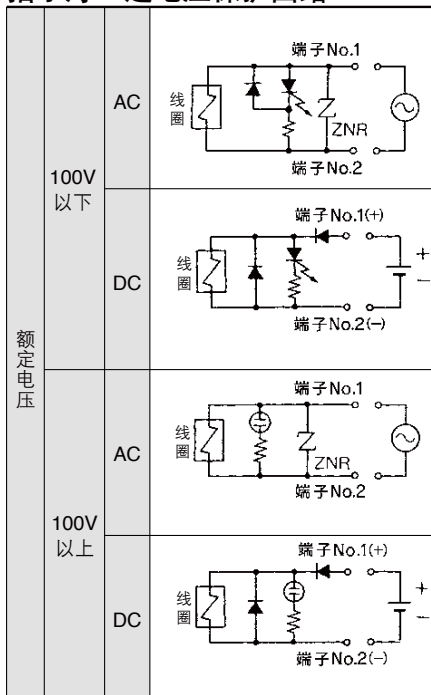 额定电压
100V
以下
AC
线圈
端子No.1
ZNR
端子No.2
DC
线圈
端子No.1(+)
+
−
端子No.2(−)
100V
以上
AC
线圈
端子No.1
ZNR
端子No.2
DC
线圈
端子No.1(+)
+
−
端子No.2(−)